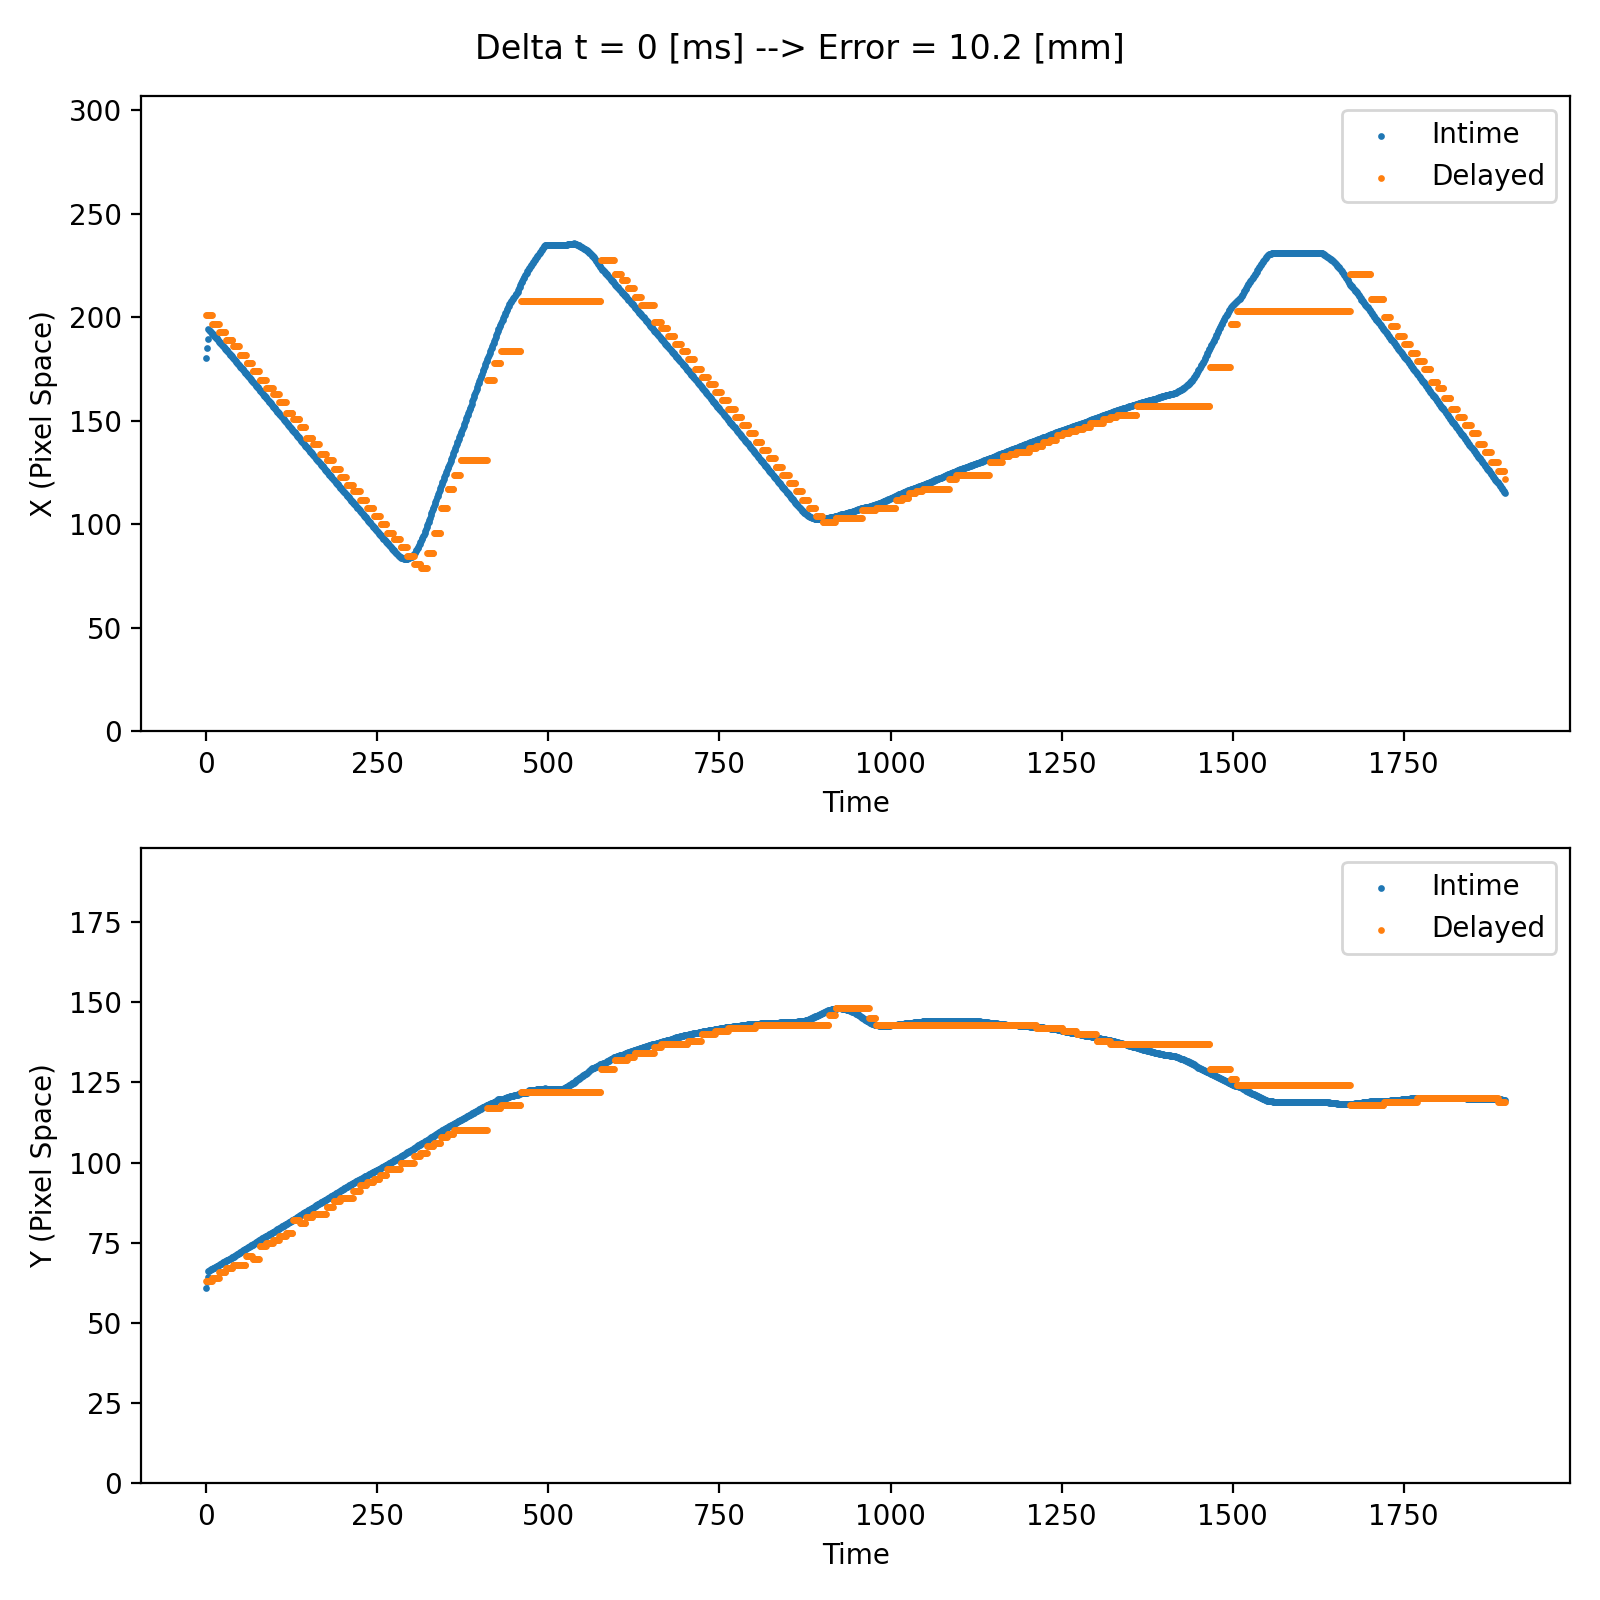 Delta t = 0 [ms] --> Error = 10.2 [mm]
300
250
200
150
100
50
0
X (Pixel Space)
Intime
Delayed
0 250 500 750 1000 1250 1500 1750
Time
175
150
125
100
75
50
25
0
Y (Pixel Space)
Intime
Delayed
0 250 500 750 1000 1250 1500 1750
Time